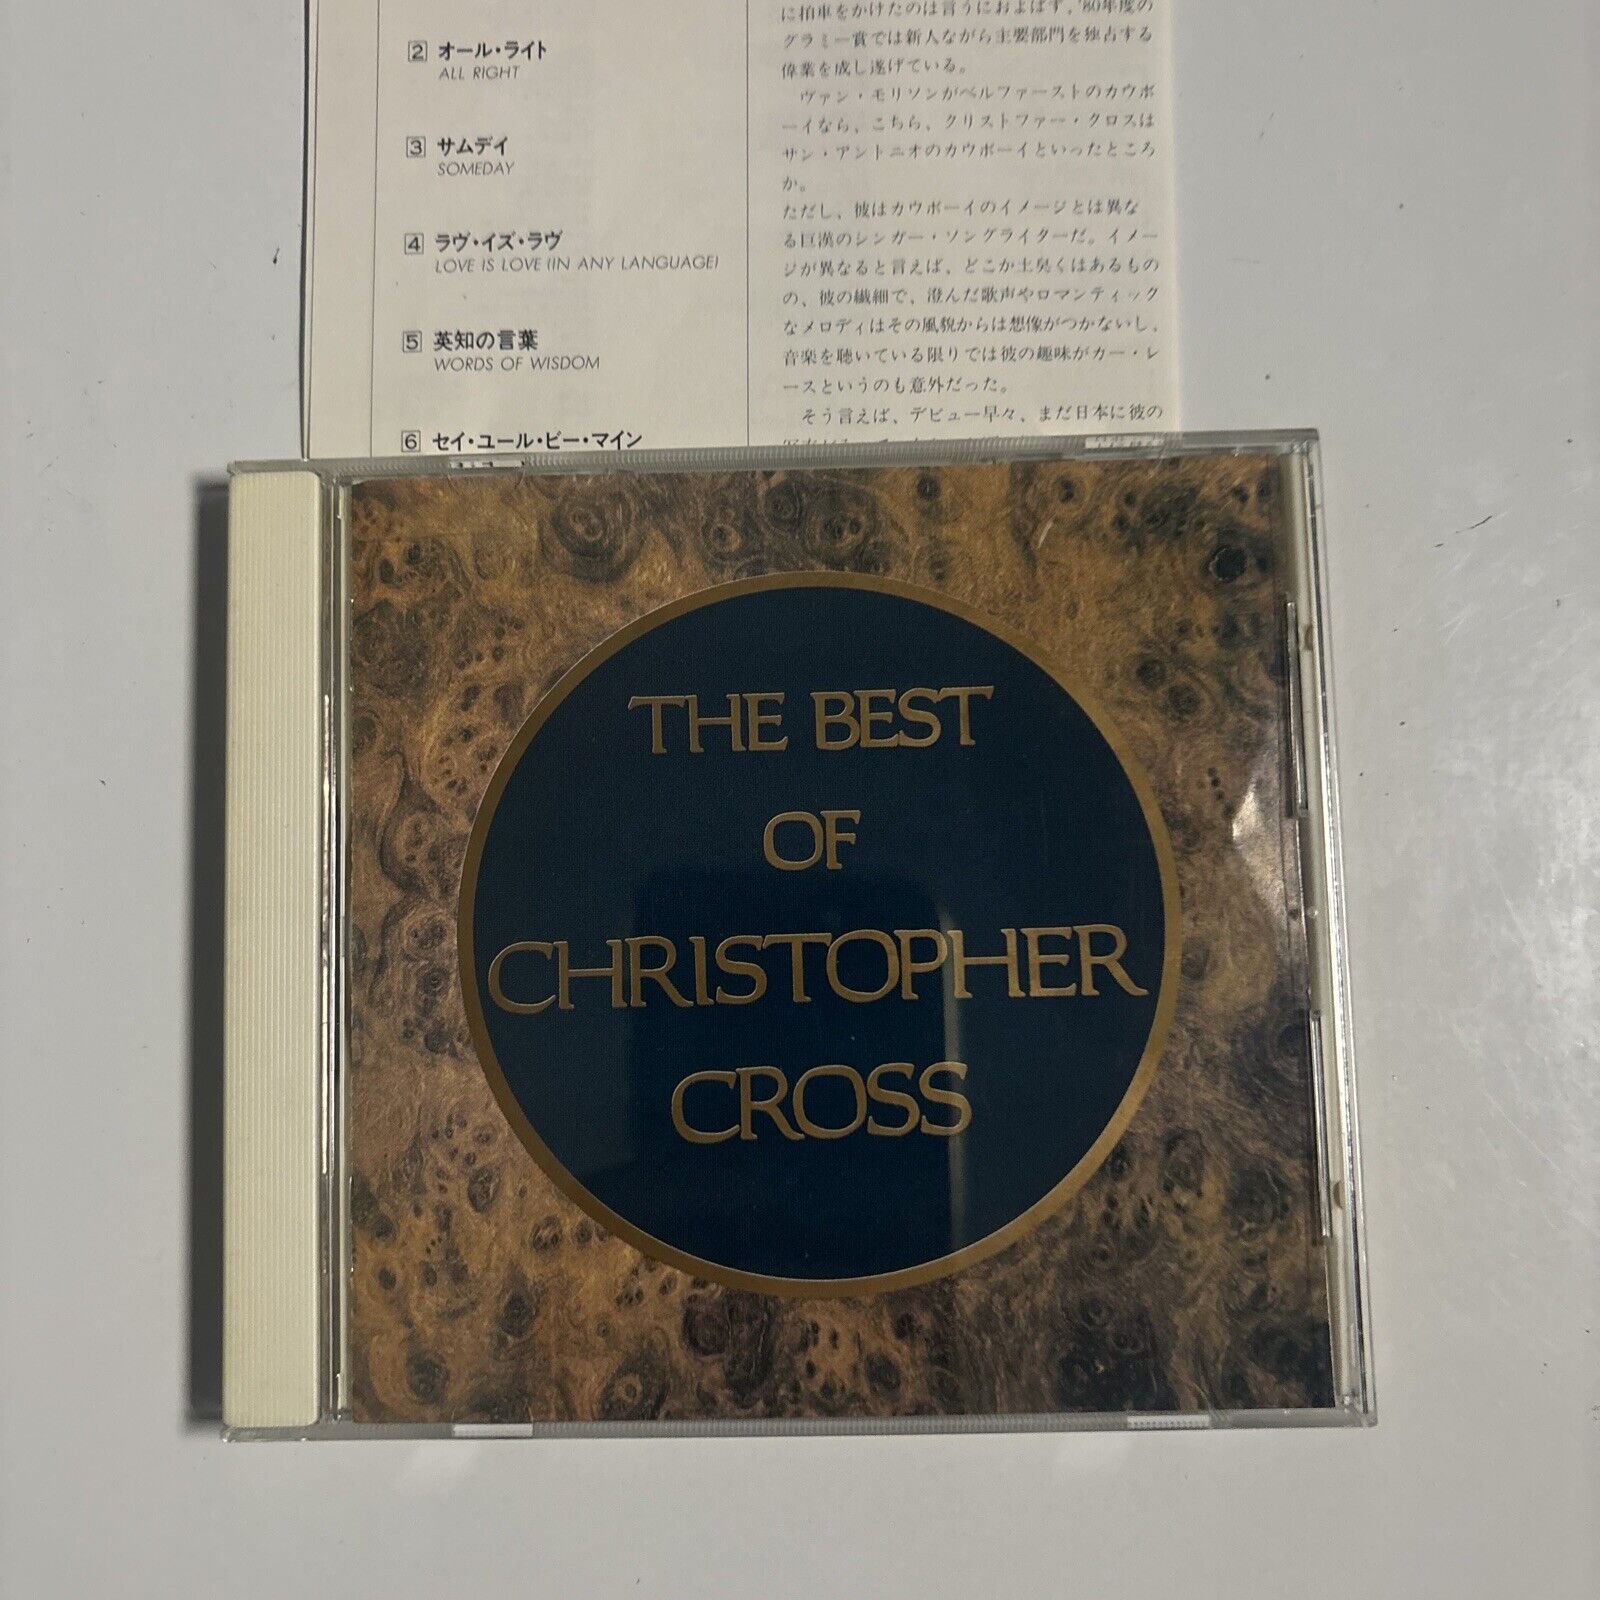 2 オール・ライト
ALL RIGHT
3 サムデイ
SOMEDAY
4 ラヴ・イズ・ラヴ
LOVE IS LOVE (IN ANY LANGUAGE)
5 英知の言葉
WORDS OF WISDOM
6 セイ・ユール・ビー・マイン
に拍車をかけたのは言うにおよばず、'80年度の
グラミー賞では新人ながら主要部門を独占する
偉業を成し遂げている。
ヴァン・モリソンがベルファーストのカウボ
ーイなら、こちら、クリストファー・クロスは
サン・アントニオのカウボーイといったところ
か。
ただし、彼はカウボーイのイメージとは異な
る巨漢のシンガー・ソングライターだ。イメー
ジが異なると言えば、どこか土臭くはあるもの
の、彼の繊細で、澄んだ歌声やロマンティック
なメロディはその風貌からは想像がつかないし、
音楽を聴いている限りでは彼の趣味がカー・レ
ースというのも意外だった。
そう言えば、デビュー早々、まだ日本に彼の
THE BEST
OF
CHRISTOPHER
CROSS